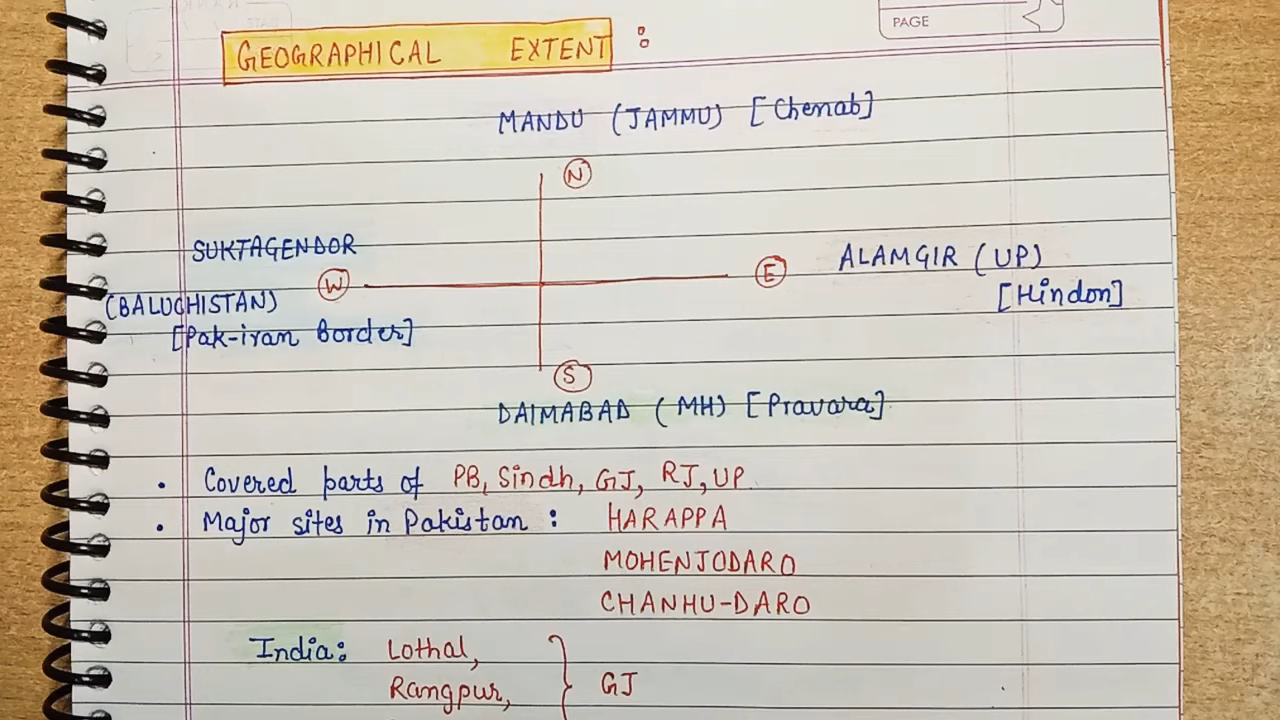 PAGE
GEOGRAPHICAL EXTENT :
MANDU (JAMMU) [Chenab]
N
SUKTAGENDOR
W
E
ALAMGIR (UP)
(BALUCHISTAN)
[Hindon]
[Pak-iran Border]
S
DAIMABAD (MH) [Pravara]
• Covered parts of PB, Sindh, GJ, RJ, UP
• Major sites in Pakistan : HARAPPA
MOHENJODARO
CHANHU-DARO
India: Lothal,
Rangpur, } GJ